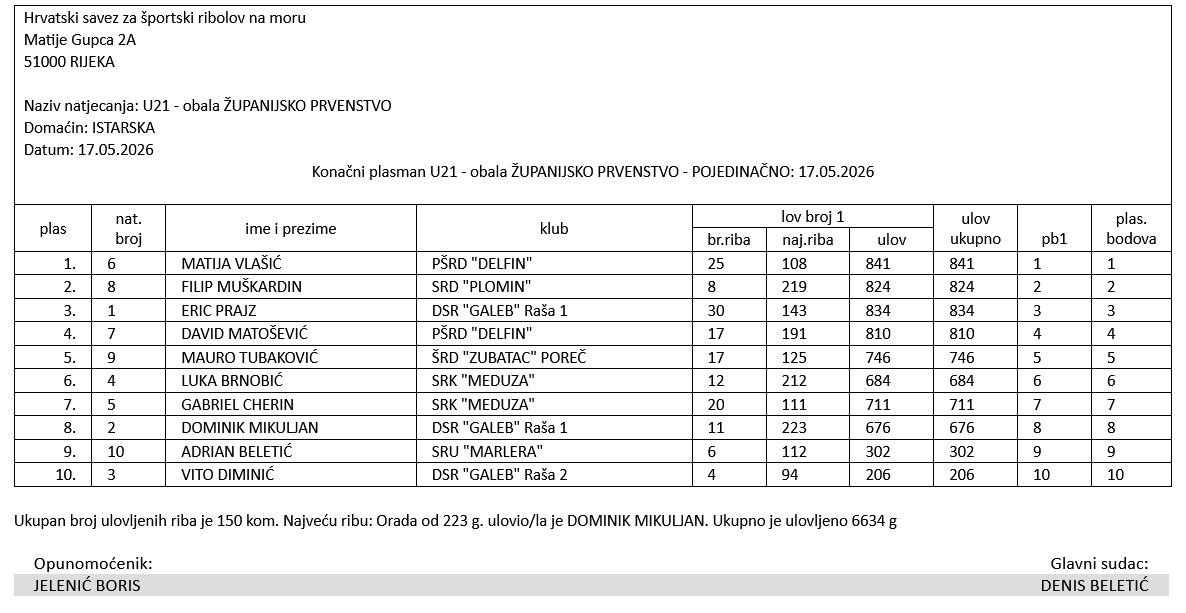 Hrvatski savez za športski ribolov na moru
Matije Gupca 2A
51000 RIJEKA
Naziv natjecanja: U21 - obala ŽUPANIJSKO PRVENSTVO
Domaćin: ISTARSKA
Datum: 17.05.2026
Konačni plasman U21 - obala ŽUPANIJSKO PRVENSTVO - POJEDINAČNO: 17.05.2026
plas nat. broj ime i prezime klub lov broj 1 ulov ukupno pb1 plas. bodova
br.riba naj.riba ulov
1. 6 MATIJA VLAŠIĆ PŠRD "DELFIN" 25 108 841 841 1 1
2. 8 FILIP MUŠKARDIN SRD "PLOMIN" 8 219 824 824 2 2
3. 1 ERIC PRAJZ DSR "GALEB" Raša 1 30 143 834 834 3 3
4. 7 DAVID MATOŠEVIĆ PŠRD "DELFIN" 17 191 810 810 4 4
5. 9 MAURO TUBAKOVIĆ ŠRD "ZUBATAC" POREČ 17 125 746 746 5 5
6. 4 LUKA BRNOBIĆ SRK "MEDUZA" 12 212 684 684 6 6
7. 5 GABRIEL CHERIN SRK "MEDUZA" 20 111 711 711 7 7
8. 2 DOMINIK MIKULJAN DSR "GALEB" Raša 1 11 223 676 676 8 8
9. 10 ADRIAN BELETIĆ SRU "MARLERA" 6 112 302 302 9 9
10. 3 VITO DIMINIĆ DSR "GALEB" Raša 2 4 94 206 206 10 10
Ukupan broj ulovljenih riba je 150 kom. Najveću ribu: Orada od 223 g. ulovio/la je DOMINIK MIKULJAN. Ukupno je ulovljeno 6634 g
Opunomoćenik: Glavni sudac:
JELENIĆ BORIS DENIS BELETIĆ